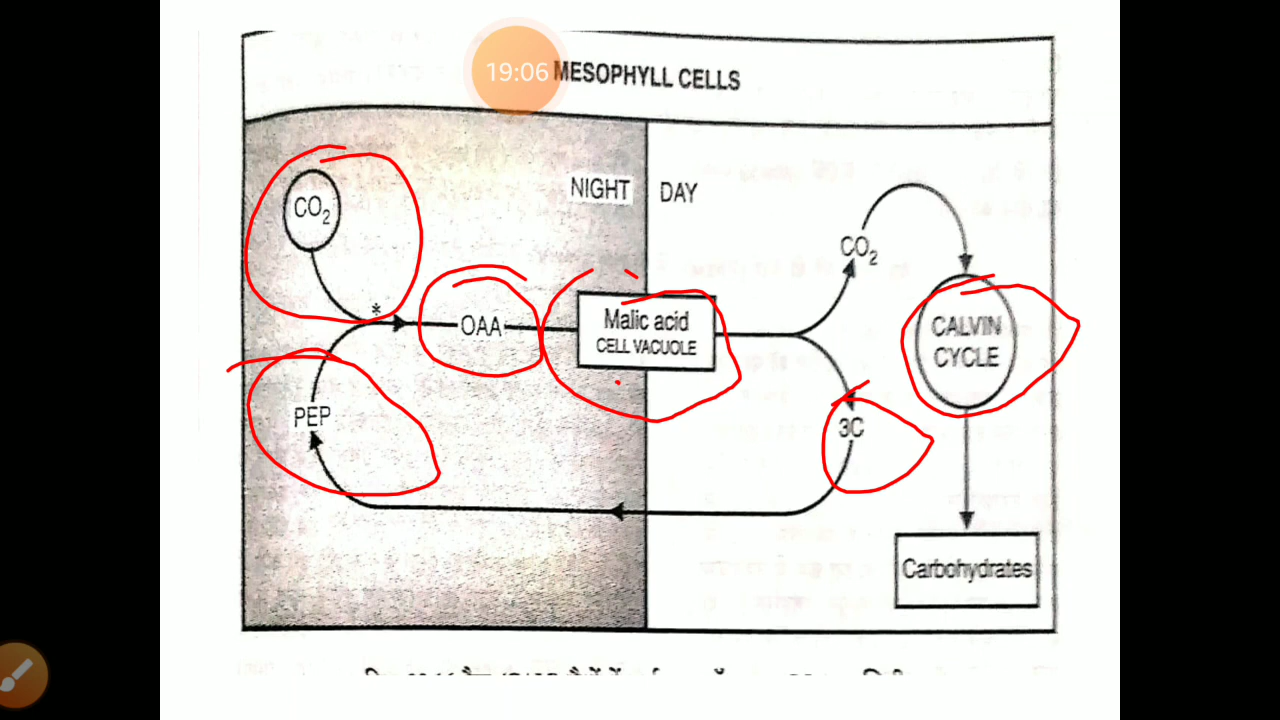 19:06
MESOPHYLL CELLS
NIGHT
DAY
CO₂
CO₂
*
OAA
Malic acid
CELL VACUOLE
CALVIN
CYCLE
PEP
3C
Carbohydrates